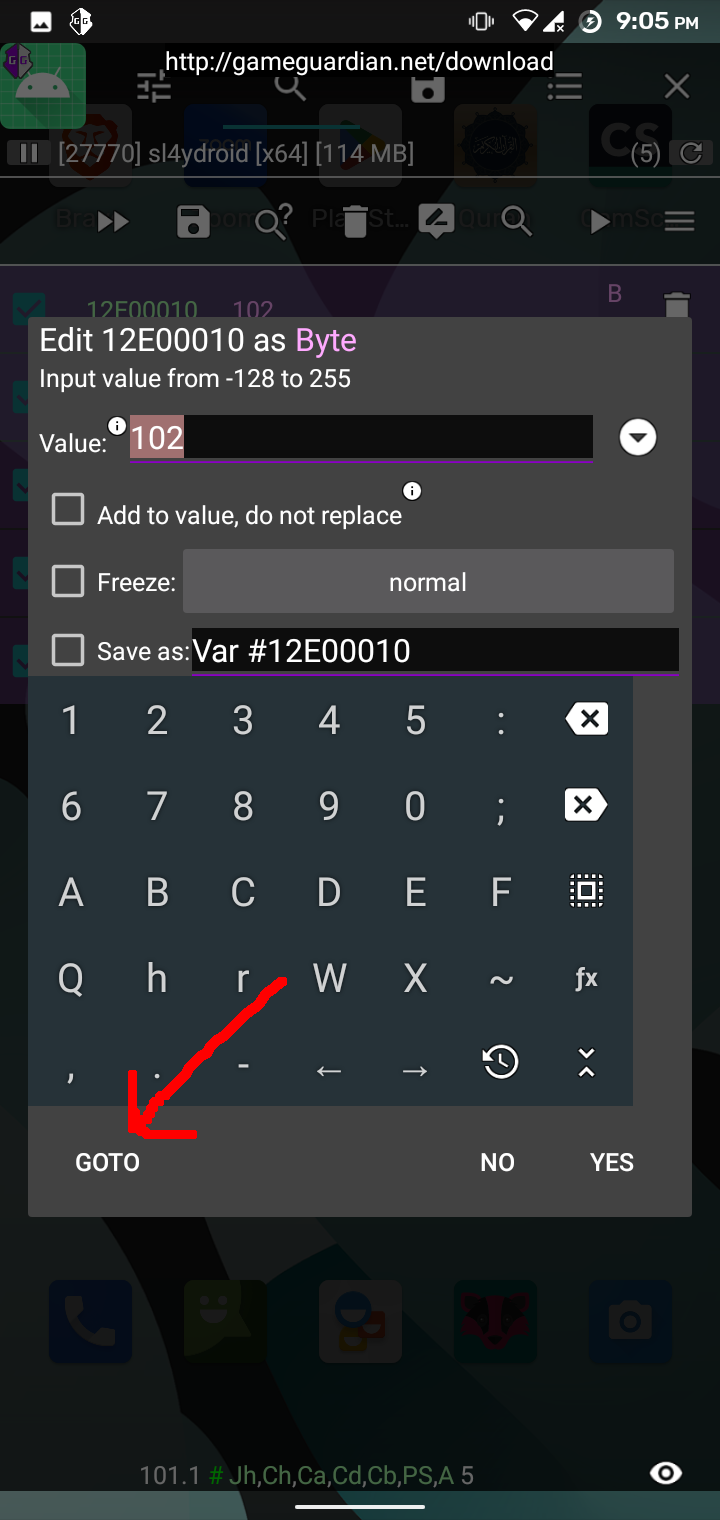 9:05 PM
http://gameguardian.net/download
[27770] sl4ydroid [x64] [114 MB]
(5)
12E00010 102 B
Edit 12E00010 as Byte
Input value from -128 to 255
Value: 102
Add to value, do not replace
Freeze: normal
Save as: Var #12E00010
1 2 3 4 5 :
6 7 8 9 0 ;
A B C D E F
Q h r W X ~ ƒx
, . - ← →
GOTO NO YES
101.1 # Jh,Ch,Ca,Cd,Cb,PS,A 5